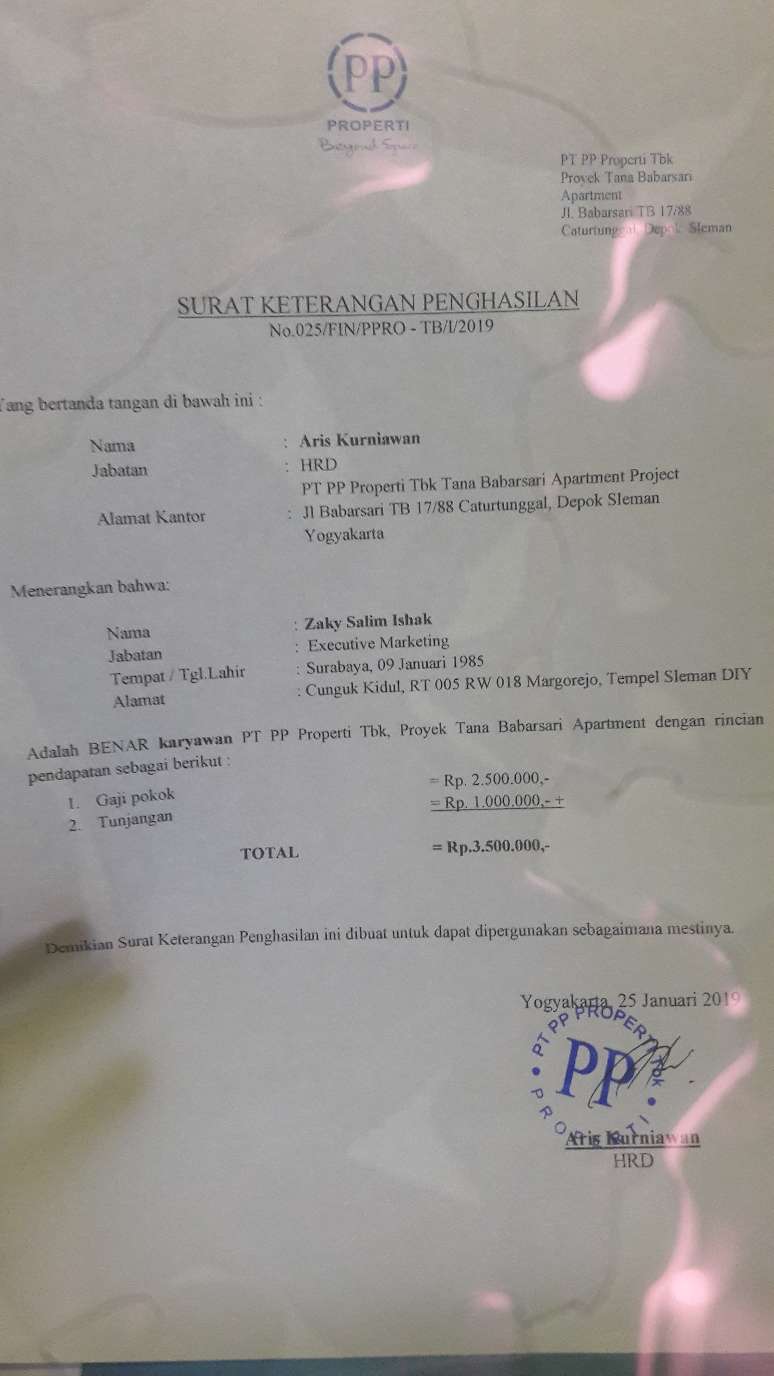 PP
PROPERTI
Beyond Space
PT PP Properti Tbk
Proyek Tana Babarsari
Apartment
Jl. Babarsari TB 17/88
Caturtunggal, Depok Sleman
SURAT KETERANGAN PENGHASILAN
No.025/FIN/PPRO - TB/I/2019
Yang bertanda tangan di bawah ini :
Nama : Aris Kurniawan
Jabatan : HRD
PT PP Properti Tbk Tana Babarsari Apartment Project
Alamat Kantor : Jl Babarsari TB 17/88 Caturtunggal, Depok Sleman
Yogyakarta
Menerangkan bahwa:
Nama : Zaky Salim Ishak
Jabatan : Executive Marketing
Tempat / Tgl.Lahir : Surabaya, 09 Januari 1985
Alamat : Cunguk Kidul, RT 005 RW 018 Margorejo, Tempel Sleman DIY
Adalah BENAR karyawan PT PP Properti Tbk, Proyek Tana Babarsari Apartment dengan rincian
pendapatan sebagai berikut :
1. Gaji pokok = Rp. 2.500.000,-
2. Tunjangan = Rp. 1.000.000,- +
TOTAL = Rp.3.500.000,-
Demikian Surat Keterangan Penghasilan ini dibuat untuk dapat dipergunakan sebagaimana mestinya.
Yogyakarta, 25 Januari 2019
PT PP PROPERTI Tbk
PP
PROPERTI
Aris Kurniawan
HRD